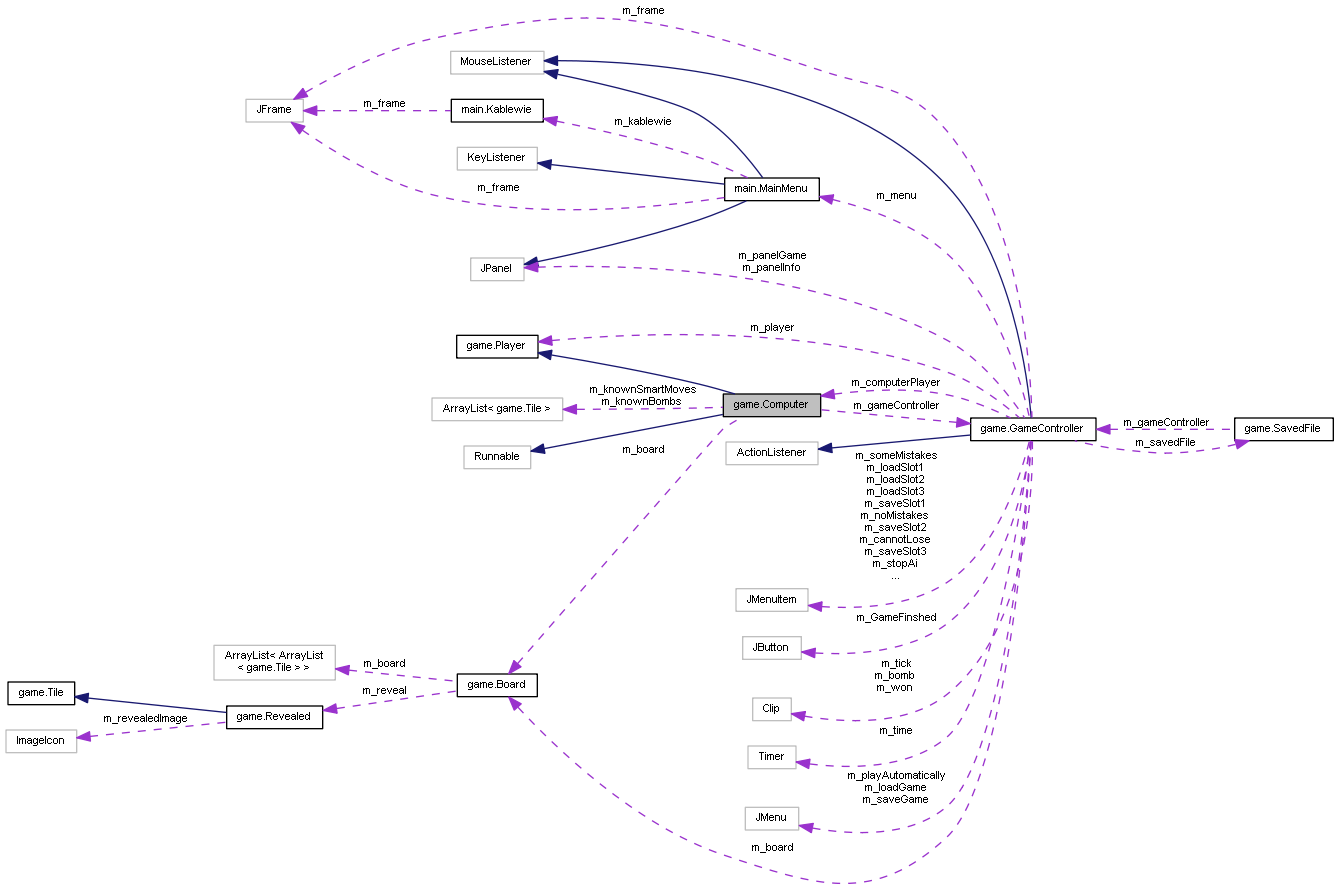 m_frame
MouseListener
JFrame
m_frame
main.Kablewie
m_kablewie
KeyListener
m_frame
main.MainMenu
m_menu
JPanel
m_panelGame
m_panelInfo
m_player
game.Player
m_computerPlayer
m_knownSmartMoves
m_knownBombs
ArrayList< game.Tile >
game.Computer
m_gameController
game.GameController
m_gameController
m_savedFile
game.SavedFile
Runnable
m_board
ActionListener
m_someMistakes
m_loadSlot1
m_loadSlot2
m_loadSlot3
m_saveSlot1
m_noMistakes
m_saveSlot2
m_cannotLose
m_saveSlot3
m_stopAi
...
JMenuItem
m_GameFinshed
JButton
ArrayList< ArrayList
< game.Tile > >
m_board
game.Board
m_reveal
m_tick
m_bomb
m_won
Clip
game.Tile
game.Revealed
m_revealedImage
ImageIcon
m_time
Timer
m_playAutomatically
m_loadGame
m_saveGame
JMenu
m_board